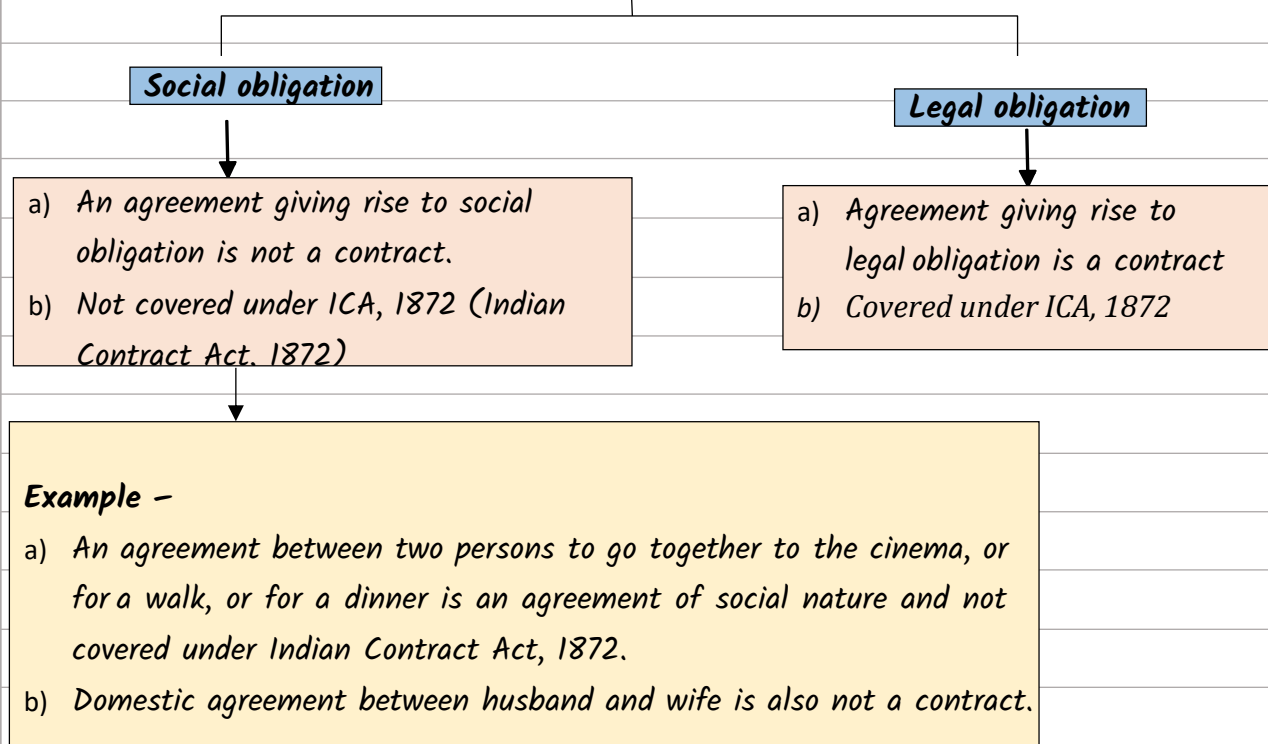 Social obligation
a) An agreement giving rise to social
obligation is not a contract.
b) Not covered under ICA, 1872 (Indian
Contract Act, 1872)
Legal obligation
a) Agreement giving rise to
legal obligation is a contract
b) Covered under ICA, 1872
Example –
a) An agreement between two persons to go together to the cinema, or
for a walk, or for a dinner is an agreement of social nature and not
covered under Indian Contract Act, 1872.
b) Domestic agreement between husband and wife is also not a contract.